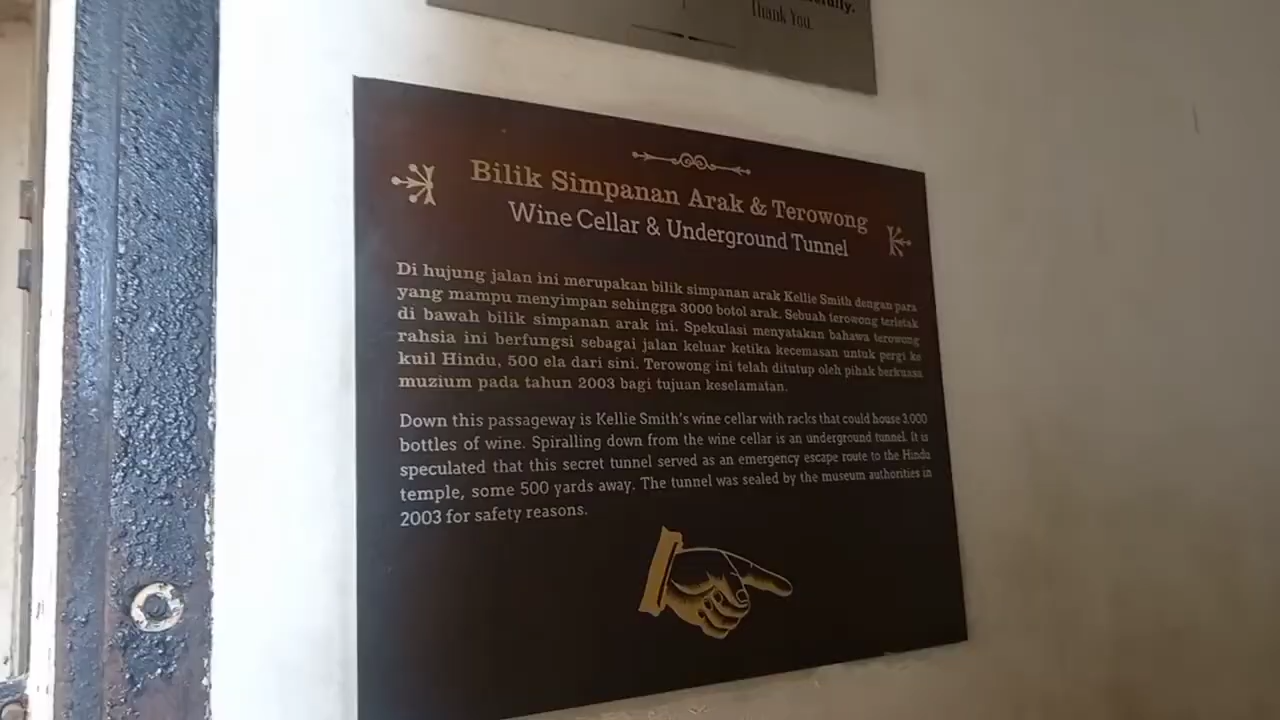 Thank You.
Bilik Simpanan Arak & Terowong
Wine Cellar & Underground Tunnel
Di hujung jalan ini merupakan bilik simpanan arak Kellie Smith dengan para
yang mampu menyimpan sehingga 3000 botol arak. Sebuah terowong terletak
di bawah bilik simpanan arak ini. Spekulasi menyatakan bahawa terowong
rahsia ini berfungsi sebagai jalan keluar ketika kecemasan untuk pergi ke
kuil Hindu, 500 ela dari sini. Terowong ini telah ditutup oleh pihak berkuasa
muzium pada tahun 2003 bagi tujuan keselamatan.
Down this passageway is Kellie Smith's wine cellar with racks that could house 3,000
bottles of wine. Spiralling down from the wine cellar is an underground tunnel. It is
speculated that this secret tunnel served as an emergency escape route to the Hindu
temple, some 500 yards away. The tunnel was sealed by the museum authorities in
2003 for safety reasons.